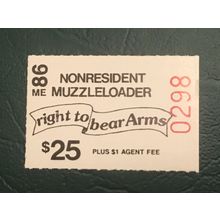 ME 86
NONRESIDENT
MUZZLELOADER
right to bear Arms
$25 PLUS $1 AGENT FEE
0298